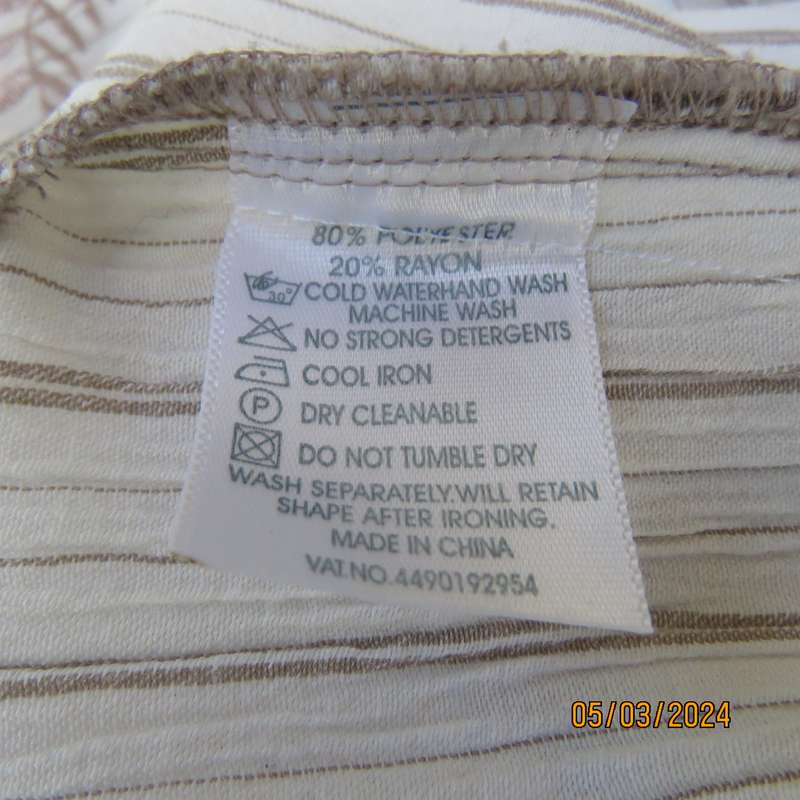 80% POLYESTER
20% RAYON
30°
COLD WATERHAND WASH
MACHINE WASH
NO STRONG DETERGENTS
COOL IRON
P
DRY CLEANABLE
DO NOT TUMBLE DRY
WASH SEPARATELY.WILL RETAIN
SHAPE AFTER IRONING.
MADE IN CHINA
VAT.NO.4490192954
05/03/2024